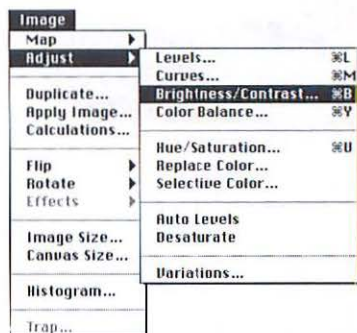 Image
Map
Adjust
Duplicate...
Apply Image...
Calculations...
Flip
Rotate
Effects
Image Size...
Canvas Size...
Histogram...
Trap...
Levels... ⌘L
Curves... ⌘M
Brightness/Contrast... ⌘B
Color Balance... ⌘Y
Hue/Saturation... ⌘U
Replace Color...
Selective Color...
Auto Levels
Desaturate
Variations...